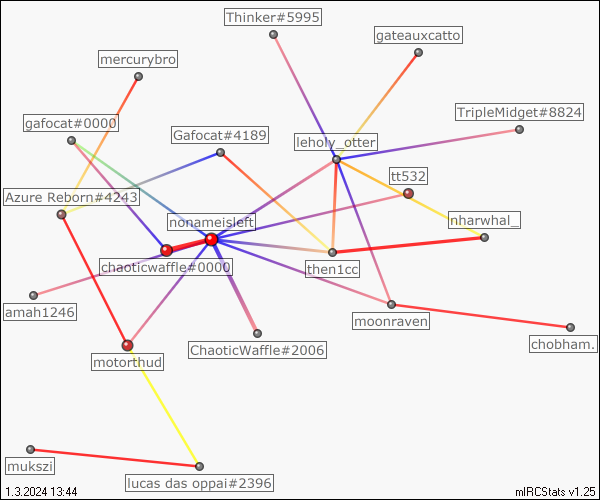 Thinker#5995
gateauxcatto
mercurybro
TripleMidget#8824
gafocat#0000
Gafocat#4189
leholy_otter
tt532
Azure Reborn#4243
nonameisleft
nharwhal_
chaoticwaffle#0000
then1cc
amah1246
moonraven
ChaoticWaffle#2006
chobham.
motorthud
mukszi
lucas das oppai#2396
1.3.2024 13:44
mIRCStats v1.25